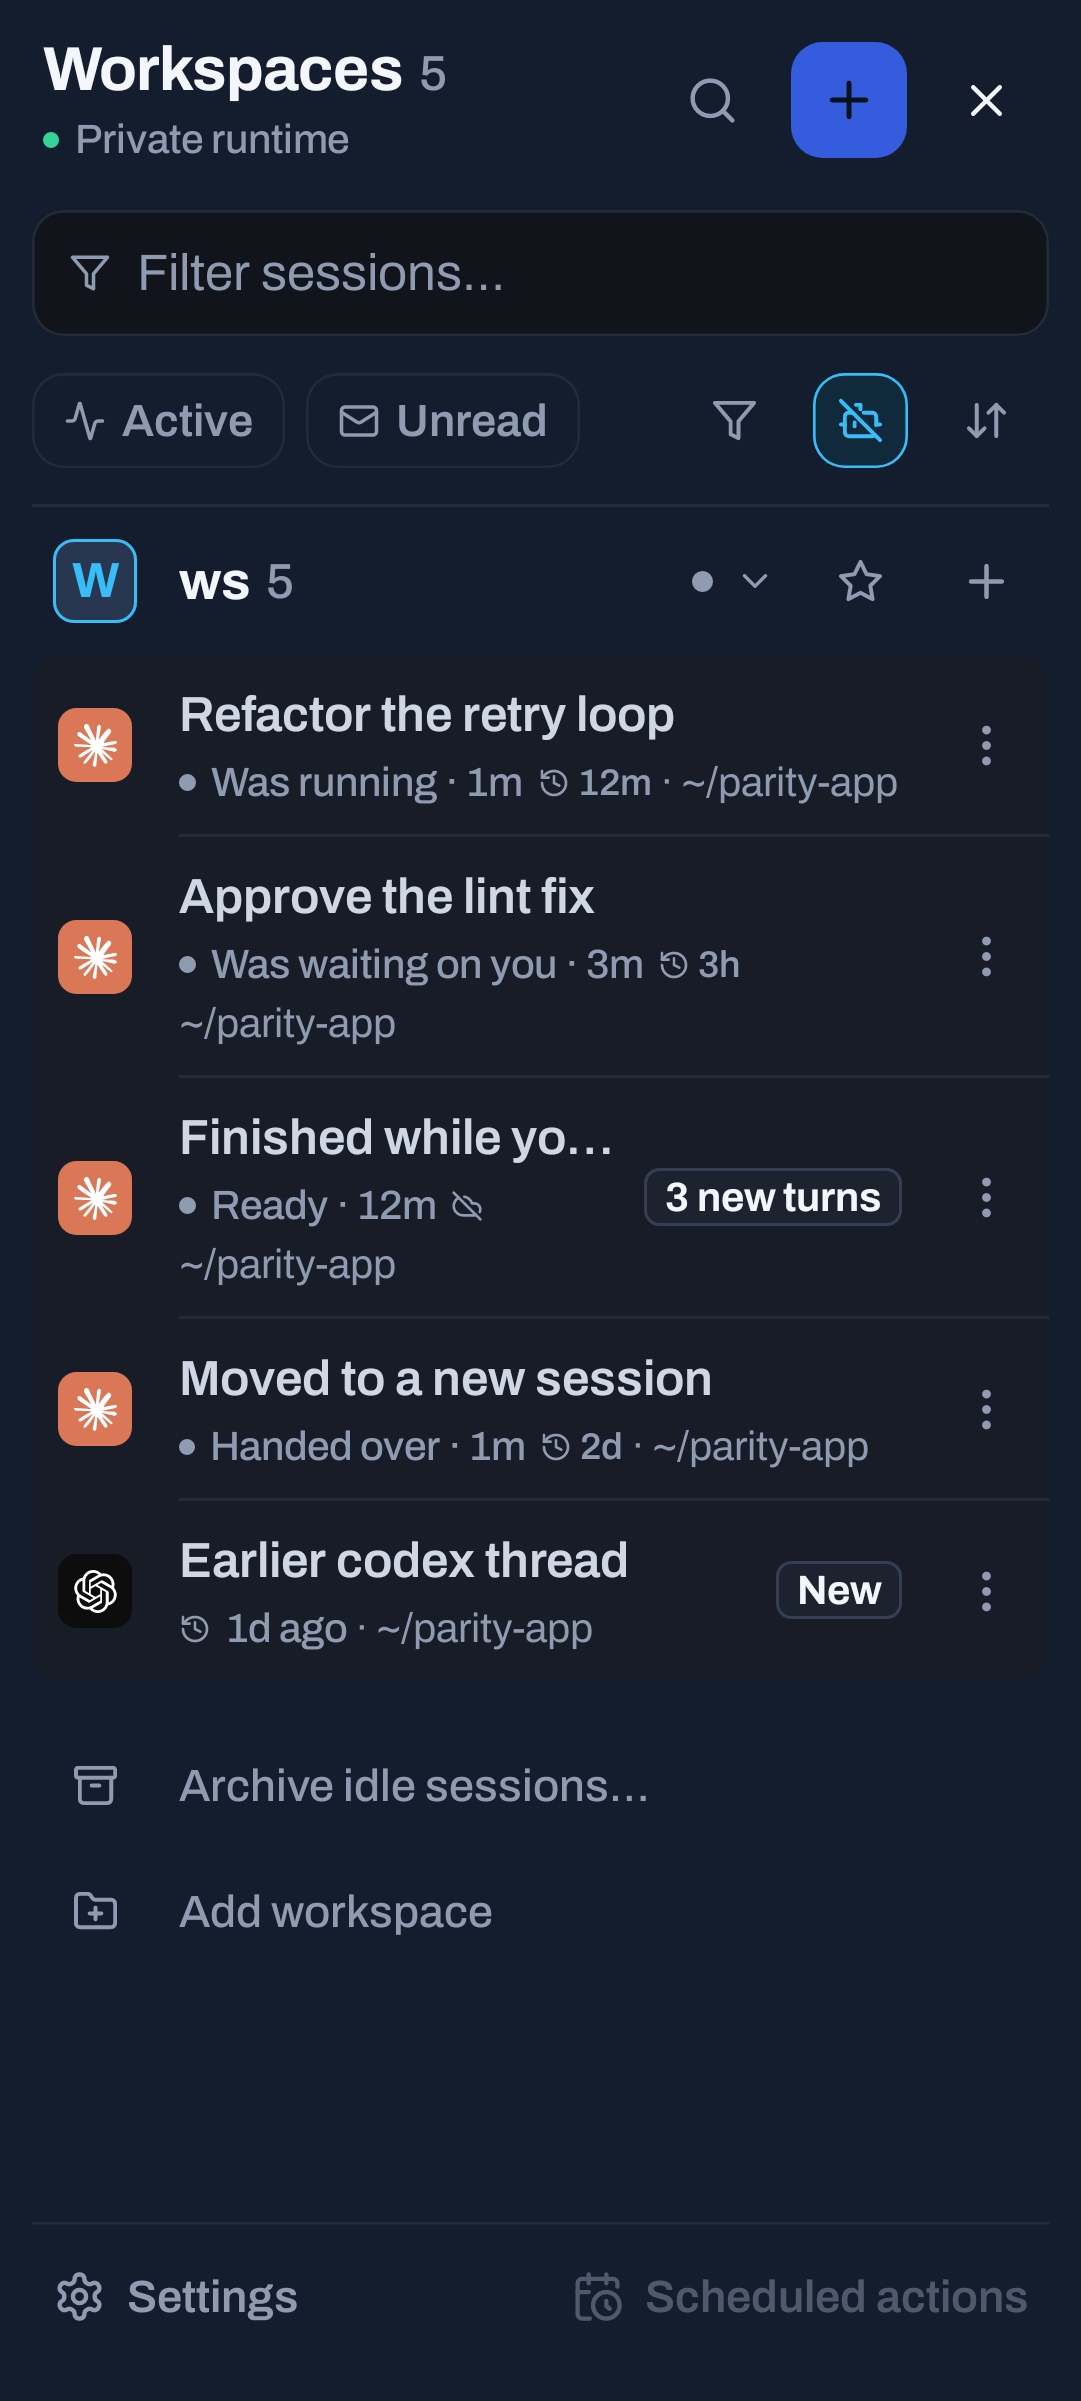 Workspaces 5
Private runtime
Filter sessions...
Active
Unread
W
ws 5
Refactor the retry loop
Was running · 1m 12m · ~/parity-app
Approve the lint fix
Was waiting on you · 3m 3h
~/parity-app
Finished while yo...
3 new turns
Ready · 12m
~/parity-app
Moved to a new session
Handed over · 1m 2d · ~/parity-app
Earlier codex thread
New
1d ago · ~/parity-app
Archive idle sessions...
Add workspace
Settings
Scheduled actions